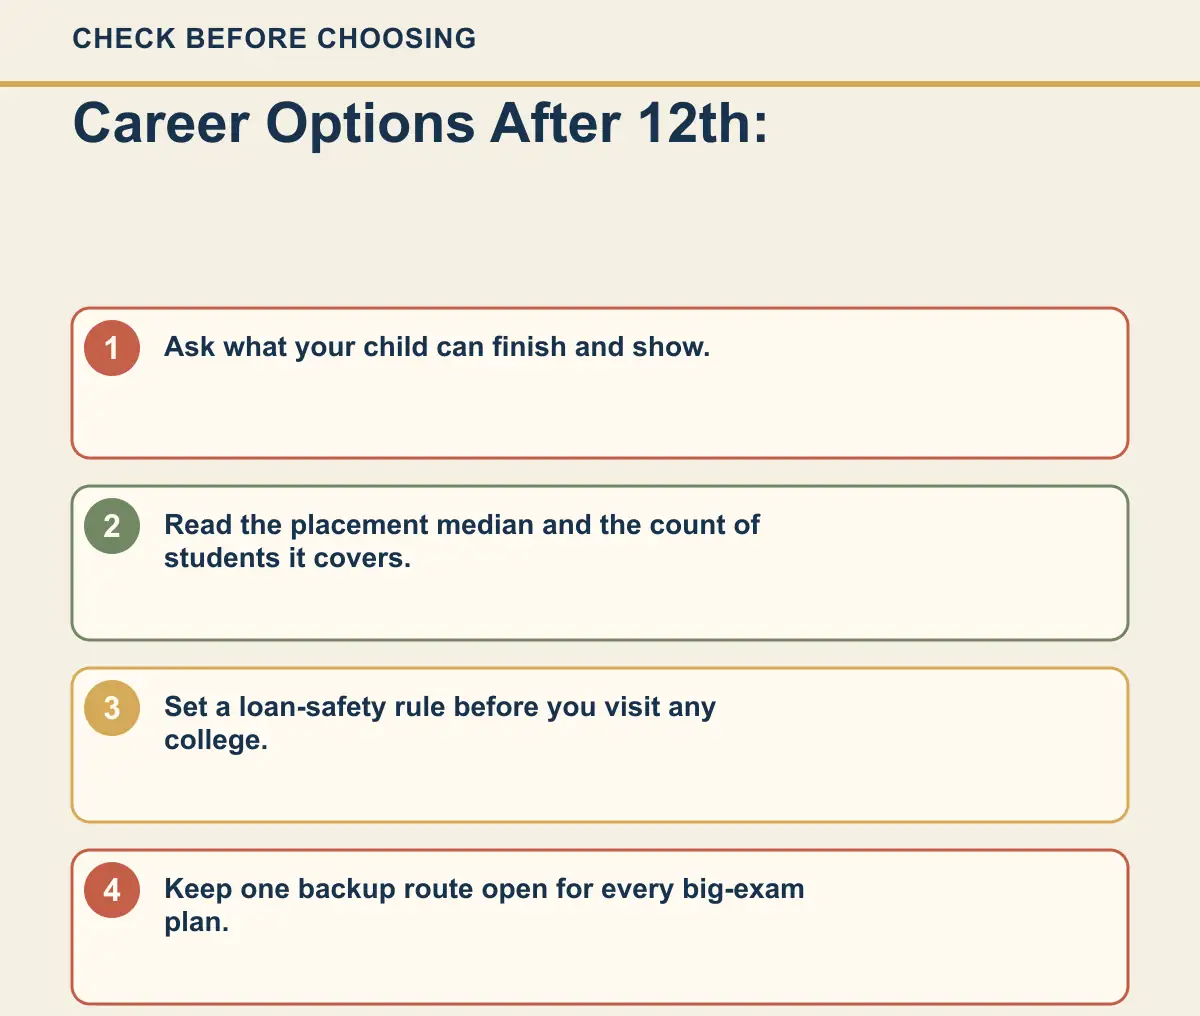 CHECK BEFORE CHOOSING
Career Options After 12th:
1
Ask what your child can finish and show.
2
Read the placement median and the count of
students it covers.
3
Set a loan-safety rule before you visit any
college.
4
Keep one backup route open for every big-exam
plan.